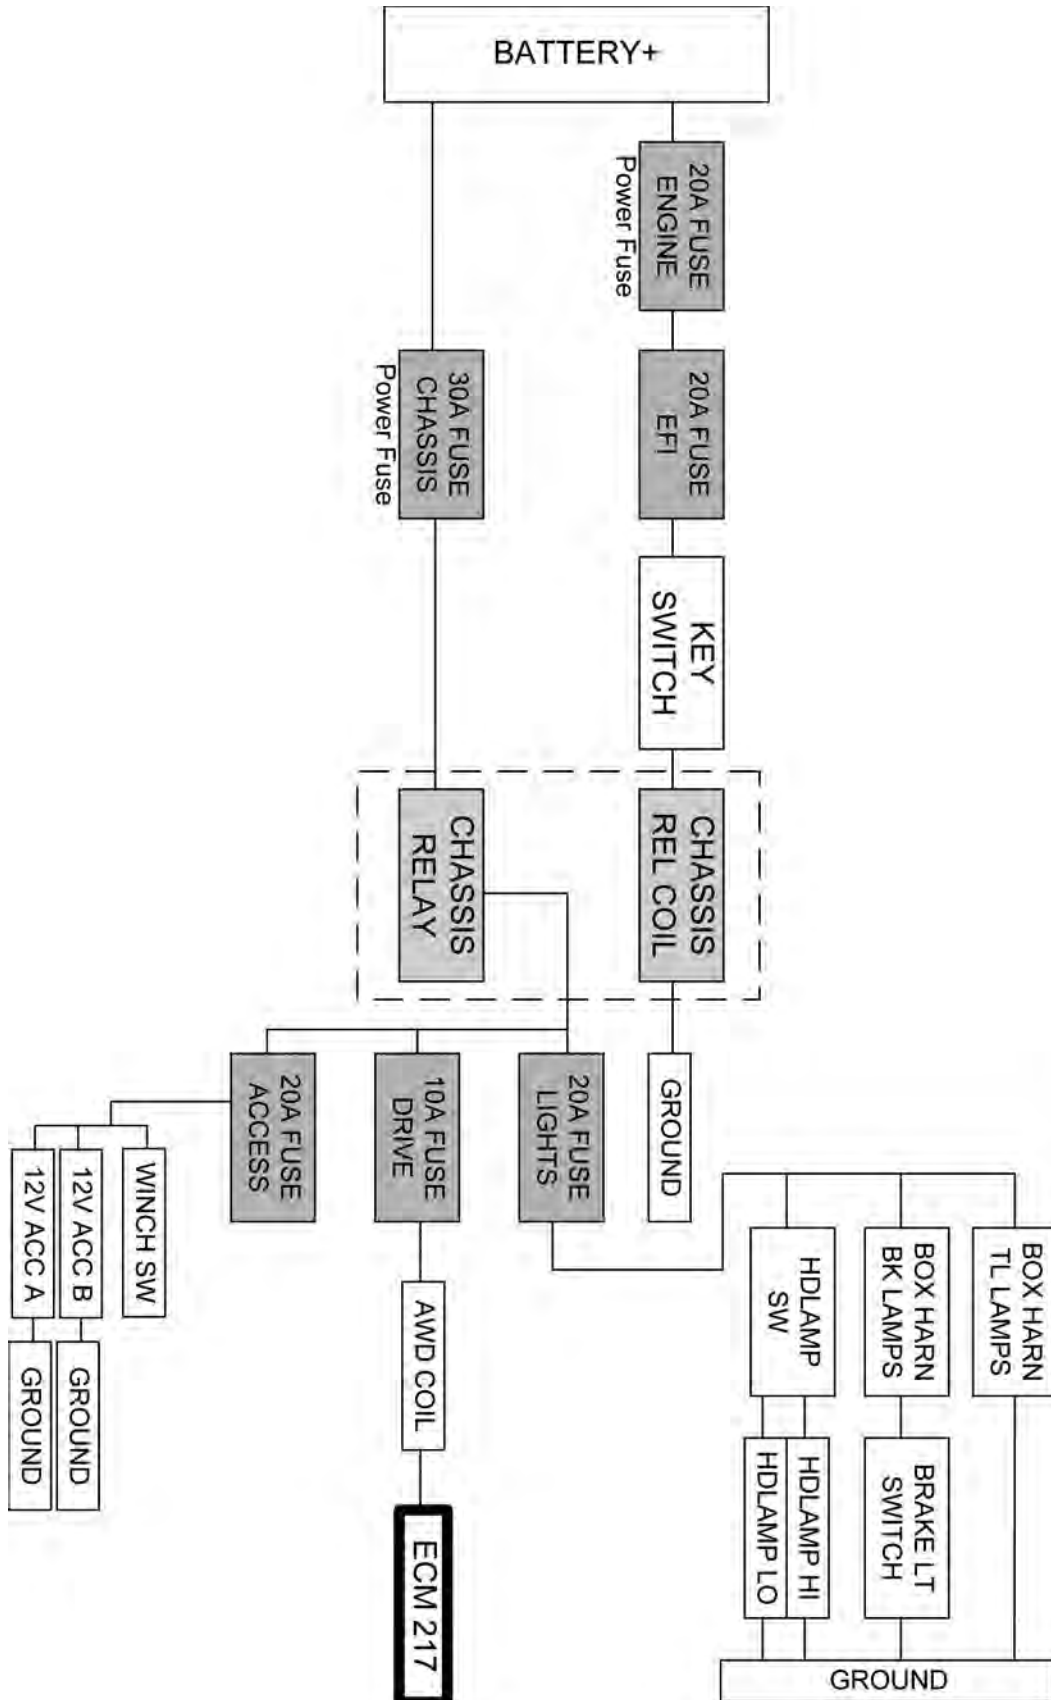 BATTERY+
20A FUSE
ENGINE
Power Fuse
20A FUSE
EFI
30A FUSE
CHASSIS
Power Fuse
KEY
SWITCH
CHASSIS
REL COIL
CHASSIS
RELAY
GROUND
20A FUSE
LIGHTS
10A FUSE
DRIVE
20A FUSE
ACCESS
WINCH SW
12V ACC B
12V ACC A
GROUND
GROUND
AWD COIL
ECM 217
BOX HARN
TL LAMPS
BOX HARN
BK LAMPS
HDLAMP
SW
BRAKE LT
SWITCH
HDLAMP HI
HDLAMP LO
GROUND